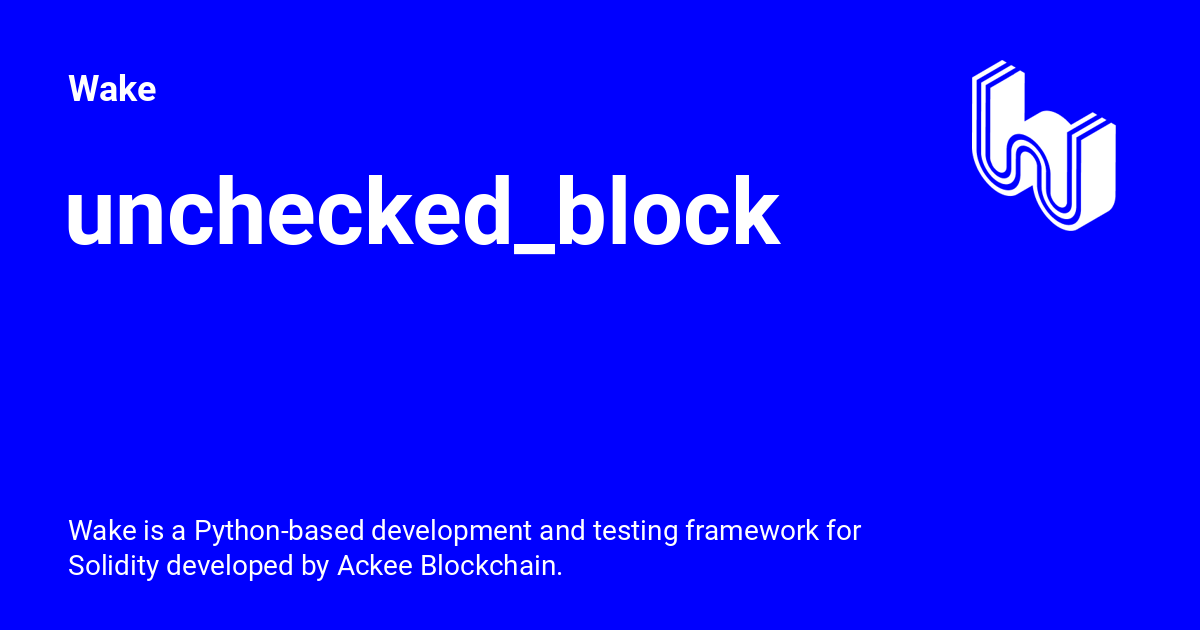 Wake
unchecked_block
Wake is a Python-based development and testing framework for
Solidity developed by Ackee Blockchain.